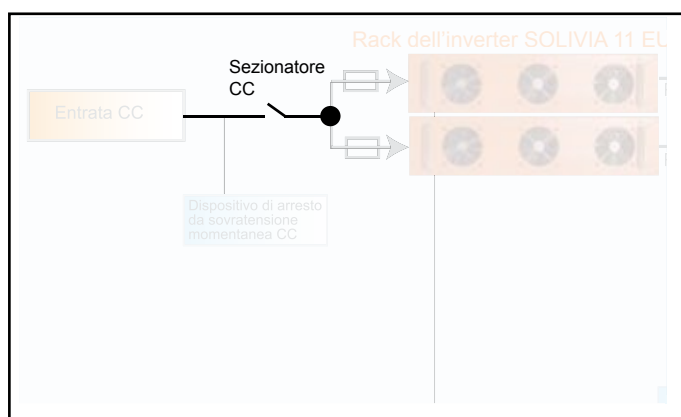 Rack dell'inverter SOLIVIA 11 EU
Sezionatore
CC
Entrata CC
Dispositivo di arresto
da sovratensione
momentanea CC